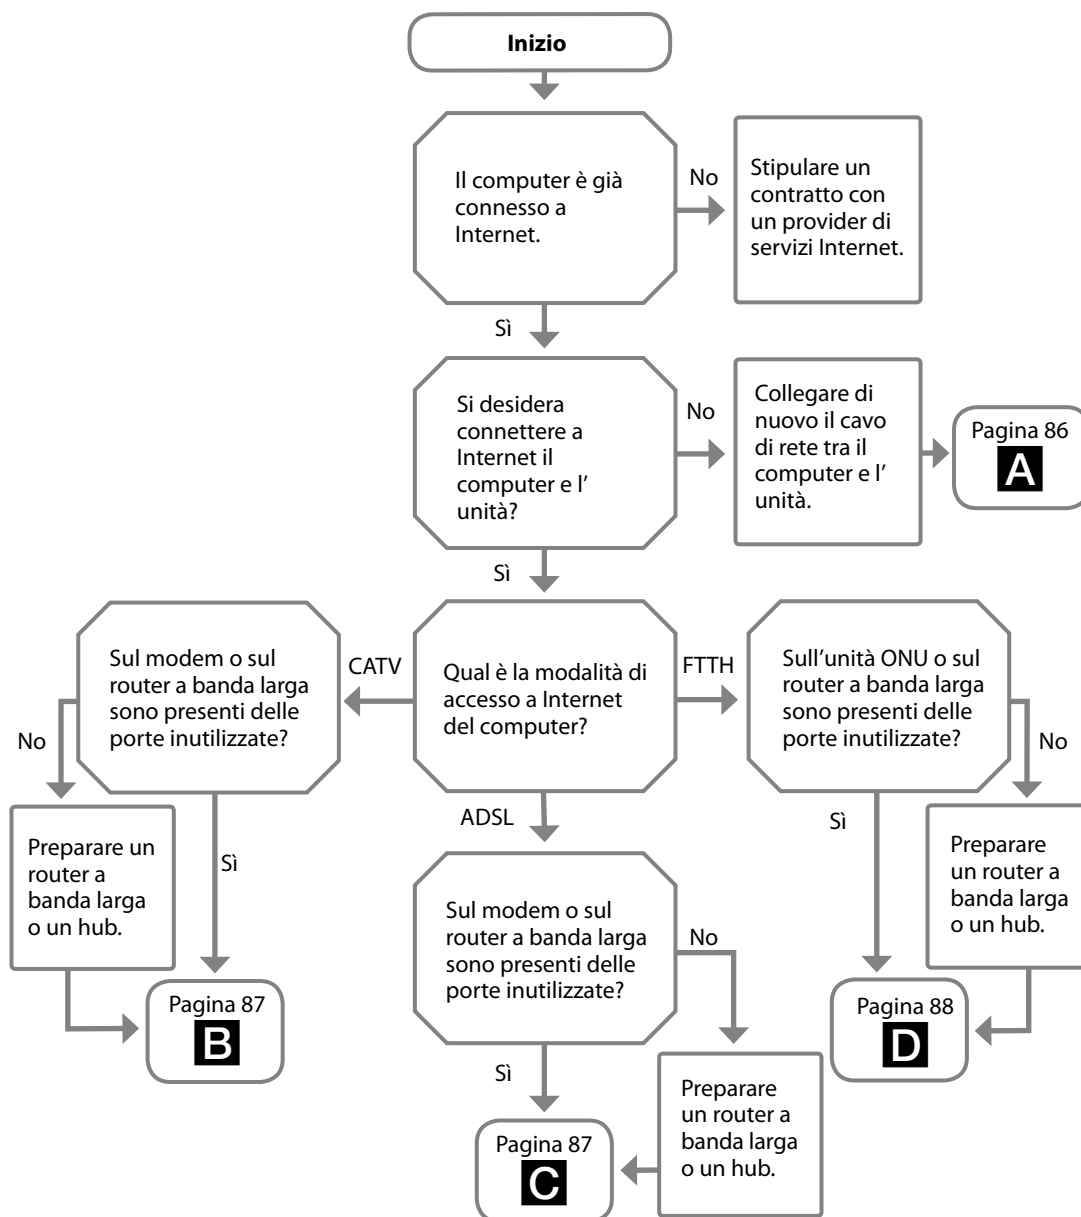 Inizio
Il computer è già
connesso a
Internet.
No
Stipulare un
contratto con
un provider di
servizi Internet.
Sì
Si desidera
connettere a
Internet il
computer e l'
unità?
No
Collegare di
nuovo il cavo
di rete tra il
computer e l'
unità.
Pagina 86
A
Sì
Qual è la modalità di
accesso a Internet
del computer?
CATV
Sul modem o sul
router a banda larga
sono presenti delle
porte inutilizzate?
No
Preparare un
router a
banda larga
o un hub.
Sì
Pagina 87
B
ADSL
Sul modem o sul
router a banda larga
sono presenti delle
porte inutilizzate?
No
Preparare
un router a
banda larga
o un hub.
Sì
Pagina 87
C
FTTH
Sull'unità ONU o sul
router a banda larga
sono presenti delle
porte inutilizzate?
No
Preparare
un router a
banda larga
o un hub.
Sì
Pagina 88
D